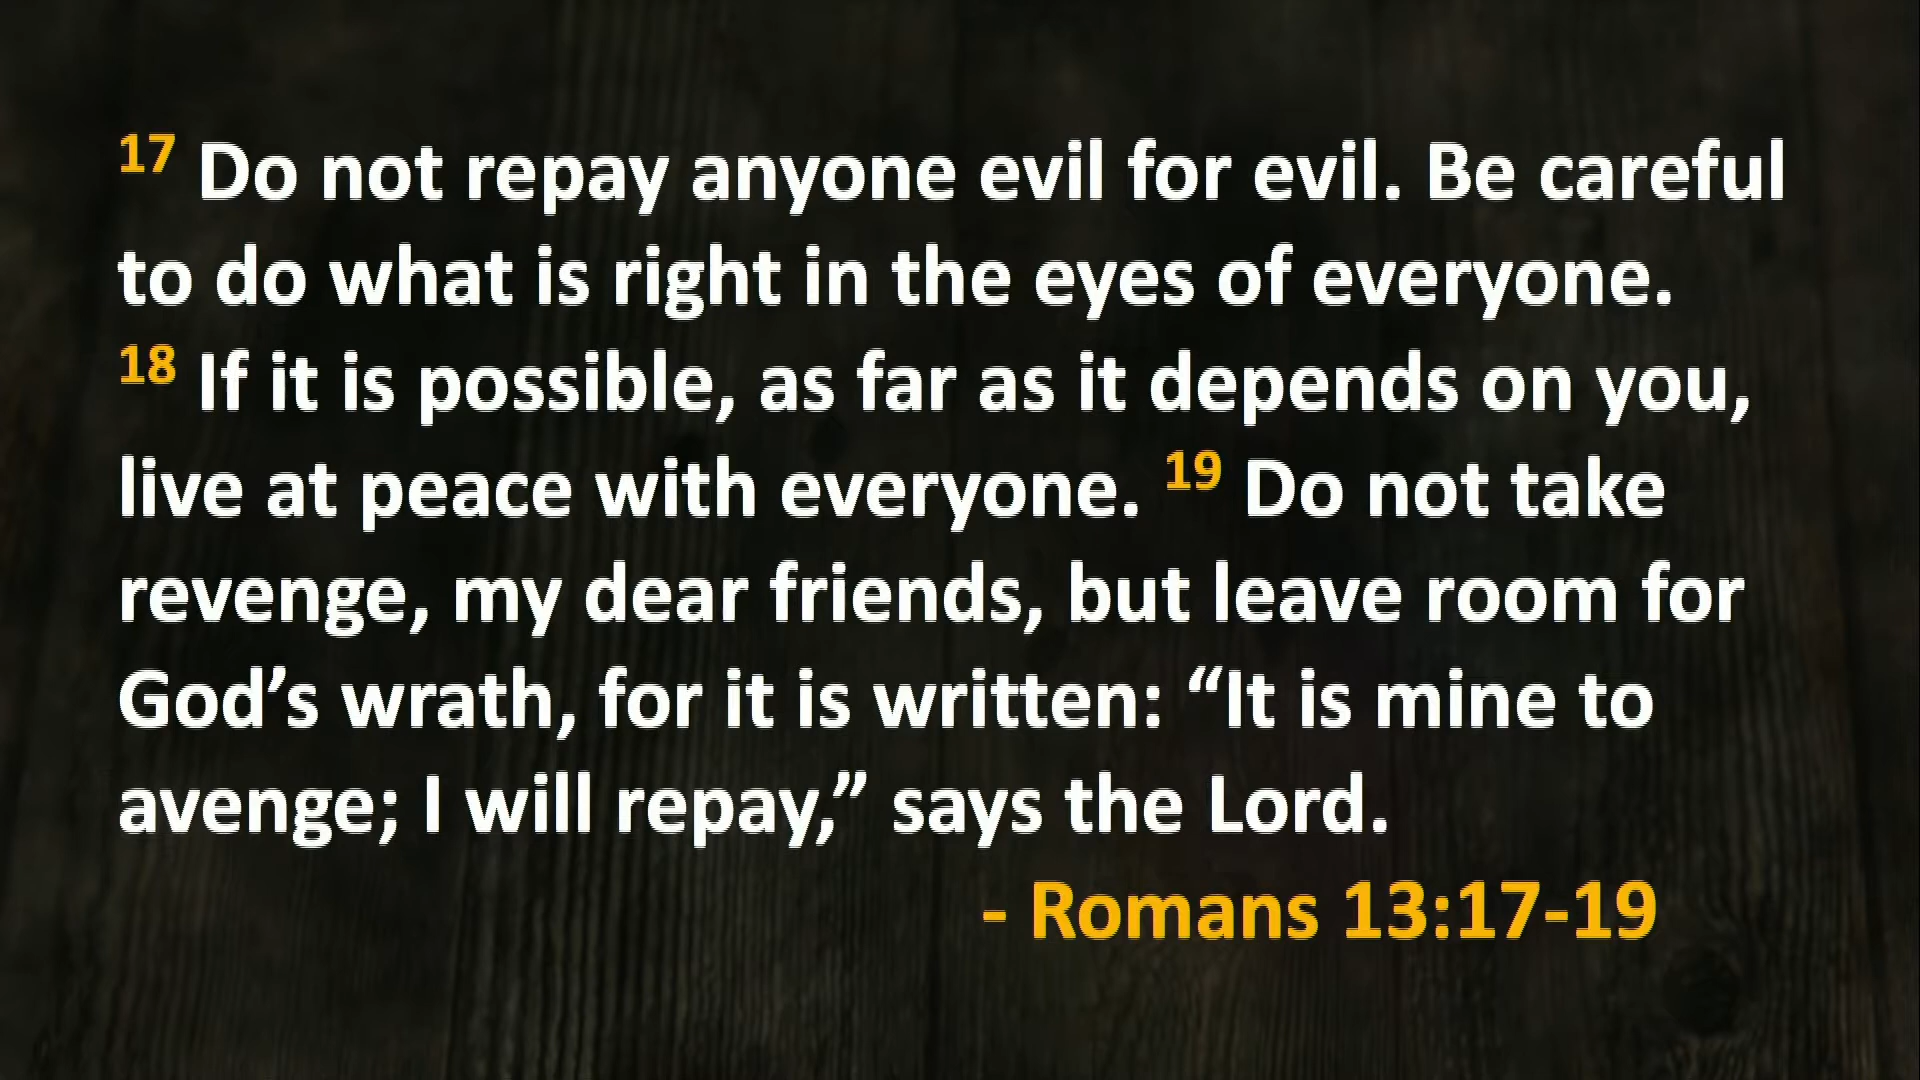 17 Do not repay anyone evil for evil. Be careful
to do what is right in the eyes of everyone.
18 If it is possible, as far as it depends on you,
live at peace with everyone. 19 Do not take
revenge, my dear friends, but leave room for
God’s wrath, for it is written: “It is mine to
avenge; I will repay,” says the Lord.
- Romans 13:17-19